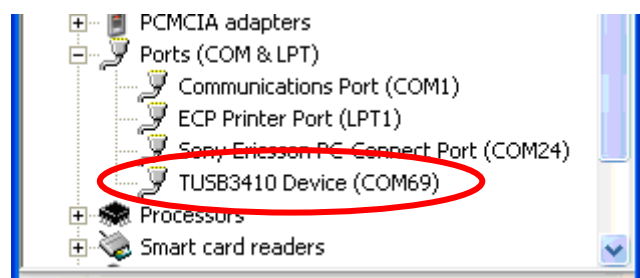 PCMCIA adapters
Ports (COM & LPT)
Communications Port (COM1)
ECP Printer Port (LPT1)
Sony Ericsson PC Connect Port (COM24)
TUSB3410 Device (COM69)
Processors
Smart card readers